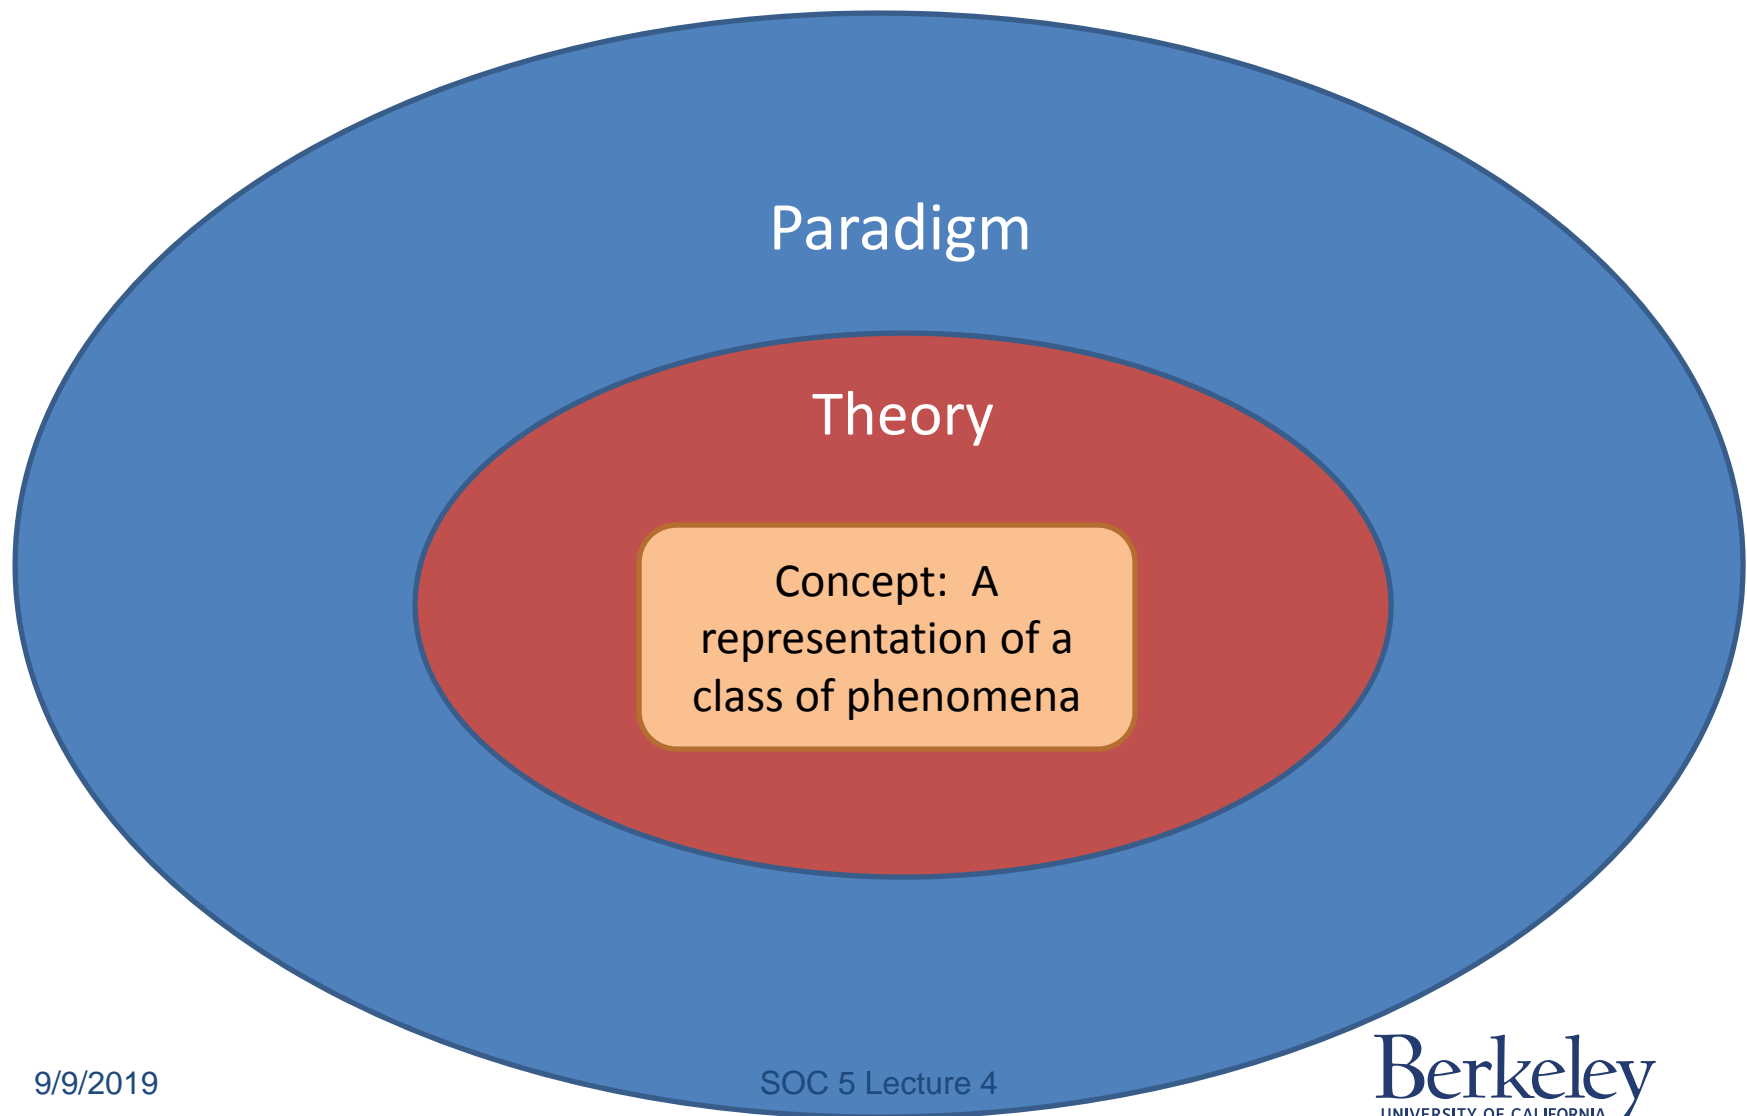 Paradigm
Theory
Concept:  A
representation of a
class of phenomena
9/9/2019
SOC 5 Lecture 4
Berkeley
UNIVERSITY OF CALIFORNIA